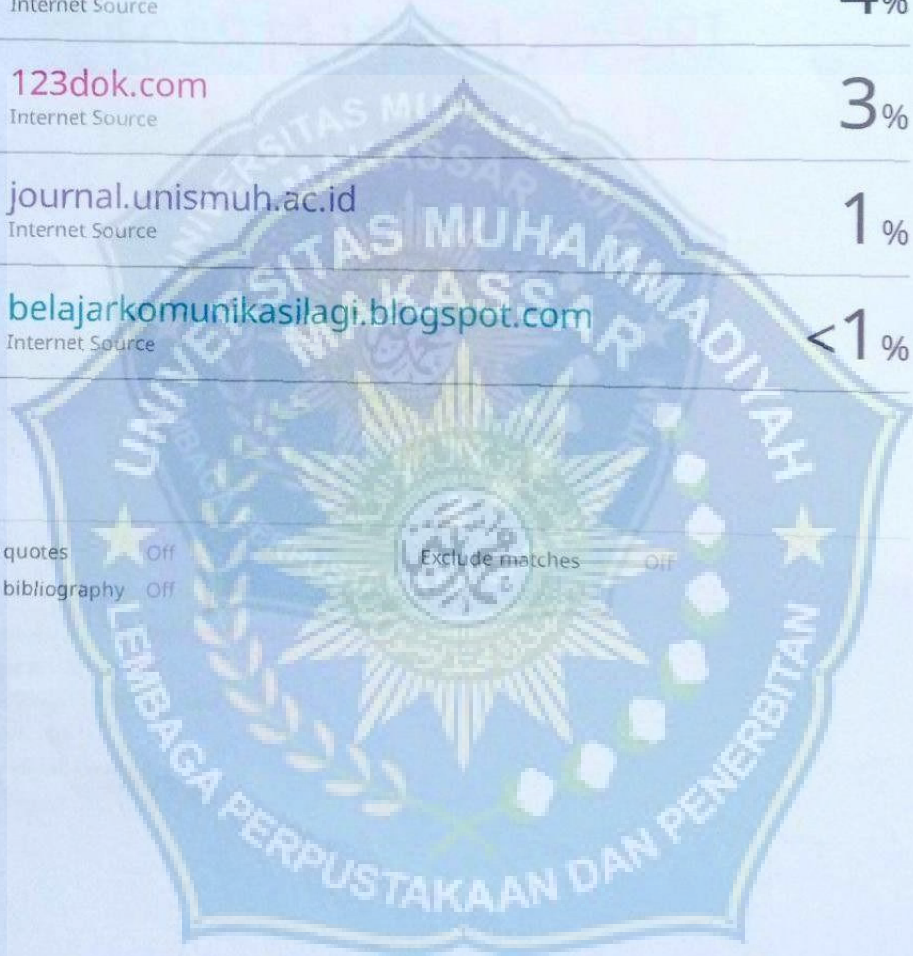 Internet Source
4%
123dok.com
Internet Source
3%
journal.unismuh.ac.id
Internet Source
1%
belajarkomunikasilagi.blogspot.com
Internet Source
<1%
quotes Off
Exclude matches Off
bibliography Off
UNIVERSITAS MUHAMMADIYAH
MAKASSAR
LEMBAGA PERPUSTAKAAN DAN PENERBITAN